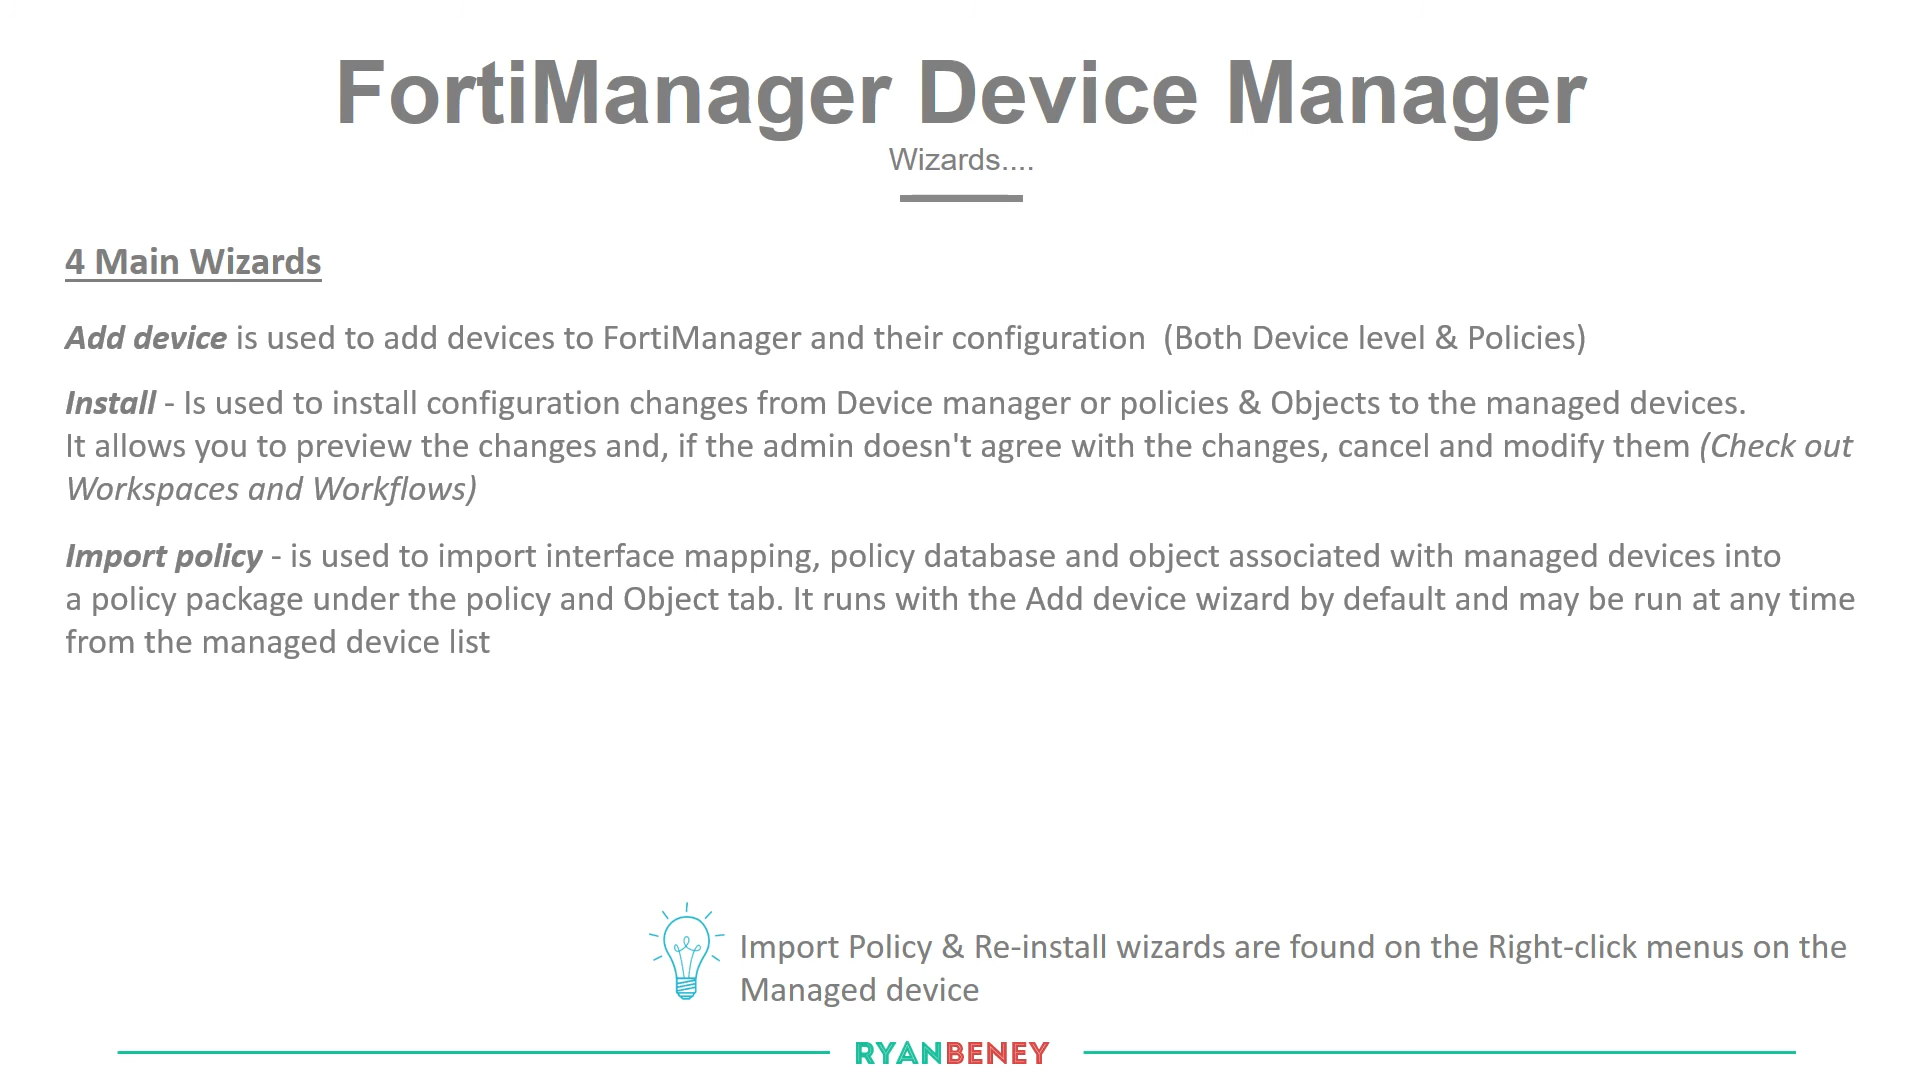 FortiManager Device Manager
Wizards....
4 Main Wizards
Add device is used to add devices to FortiManager and their configuration  (Both Device level & Policies)
Install - Is used to install configuration changes from Device manager or policies & Objects to the managed devices.
It allows you to preview the changes and, if the admin doesn't agree with the changes, cancel and modify them (Check out
Workspaces and Workflows)
Import policy - is used to import interface mapping, policy database and object associated with managed devices into
a policy package under the policy and Object tab. It runs with the Add device wizard by default and may be run at any time
from the managed device list
Import Policy & Re-install wizards are found on the Right-click menus on the
Managed device
RYANBENEY